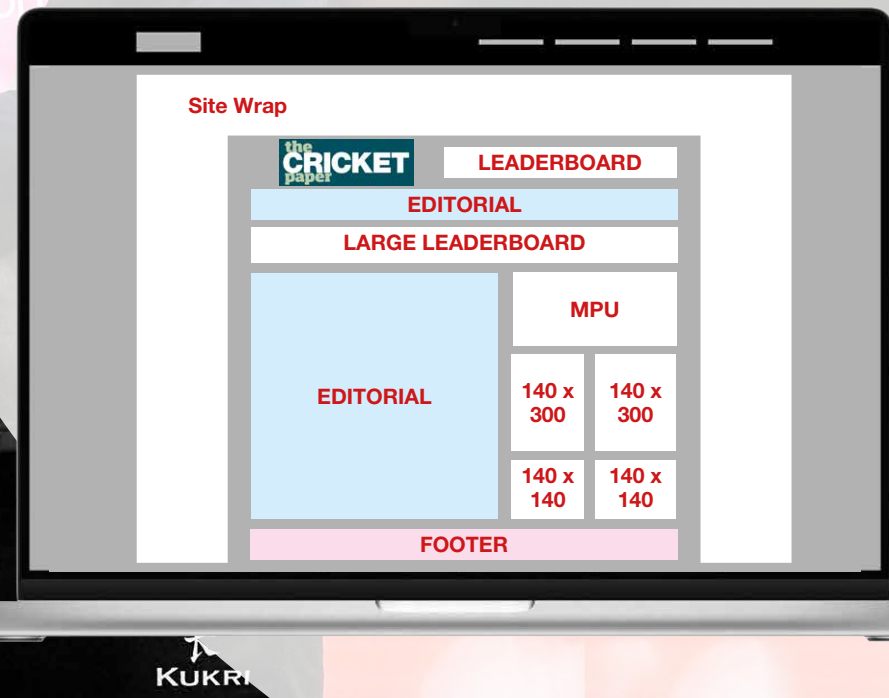 Site Wrap
the
CRICKET
paper
LEADERBOARD
EDITORIAL
LARGE LEADERBOARD
MPU
EDITORIAL
140 x
300
140 x
300
140 x
140
140 x
140
FOOTER
KUKRI